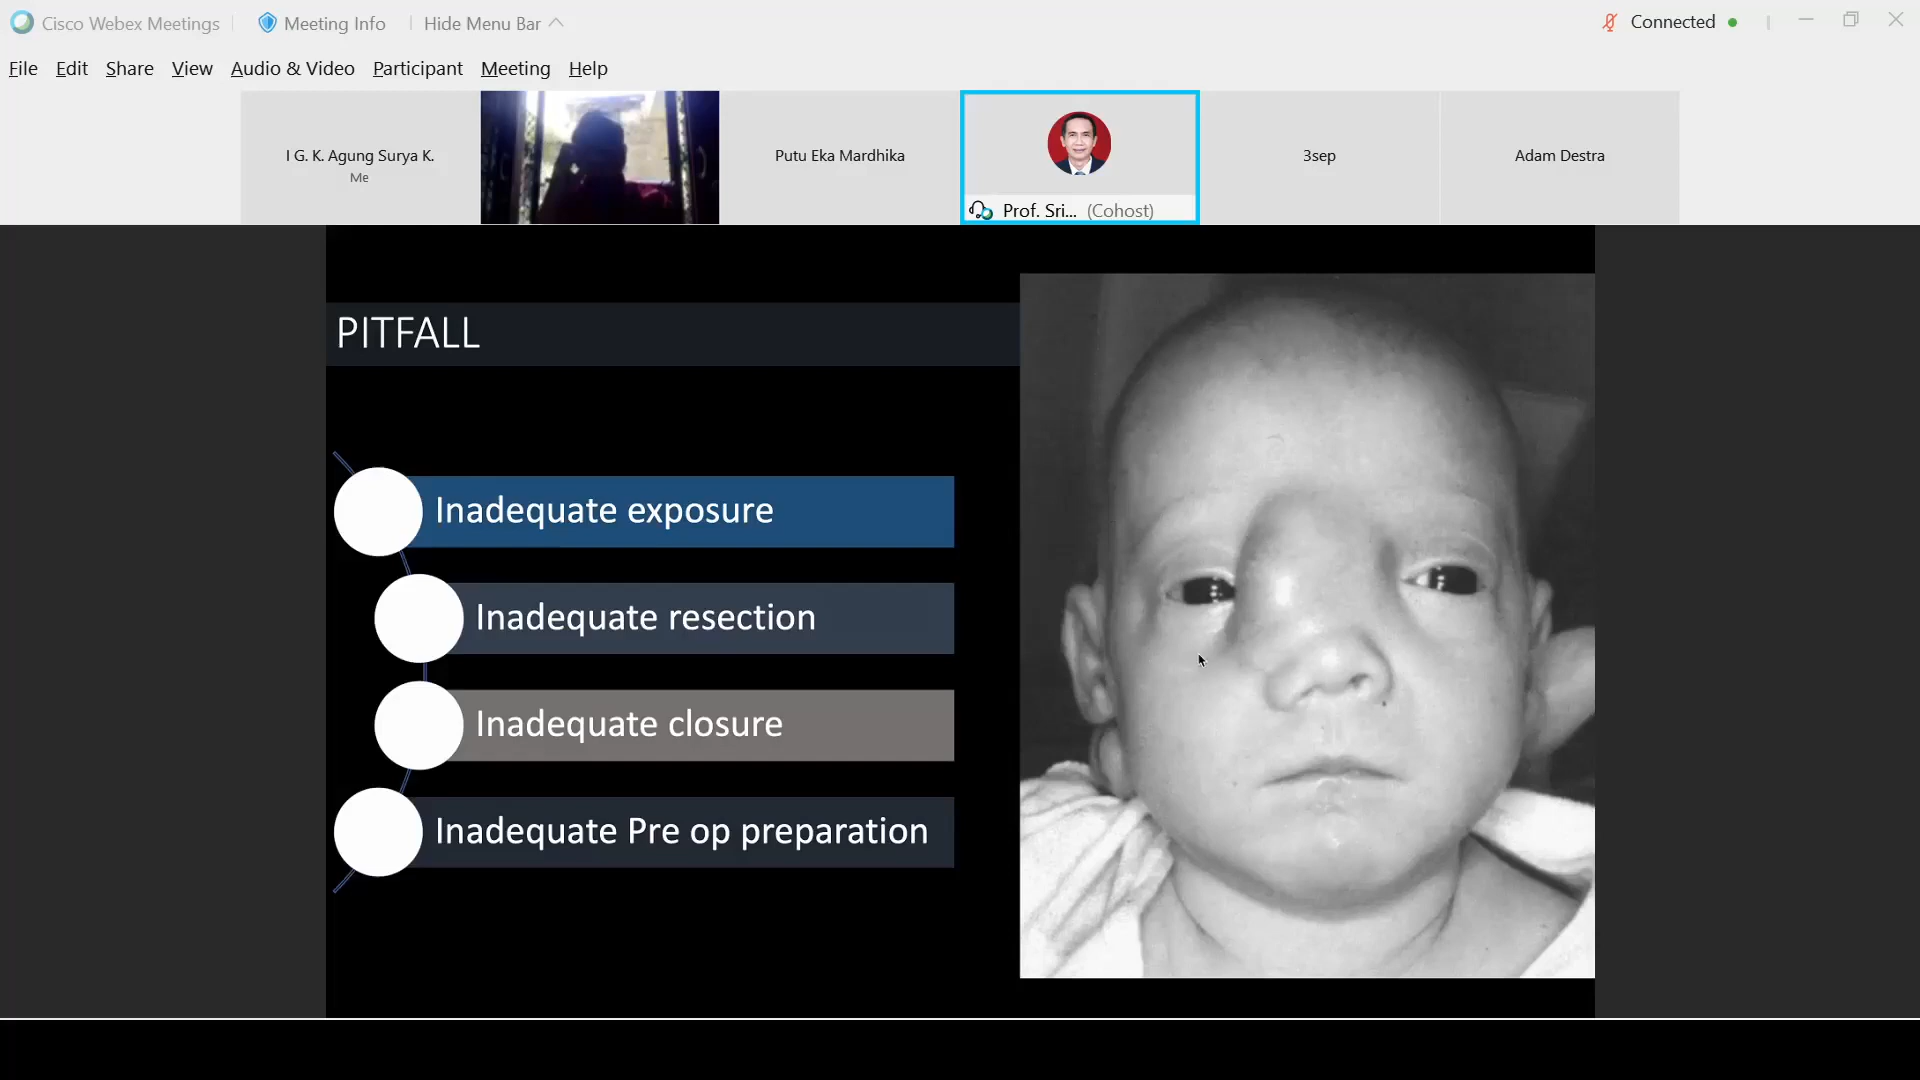 Cisco Webex Meetings
Meeting Info
Hide Menu Bar
Connected
File Edit Share View Audio & Video Participant Meeting Help
I G. K. Agung Surya K.
Me
Putu Eka Mardhika
Prof. Sri... (Cohost)
3sep
Adam Destra
PITFALL
Inadequate exposure
Inadequate resection
Inadequate closure
Inadequate Pre op preparation